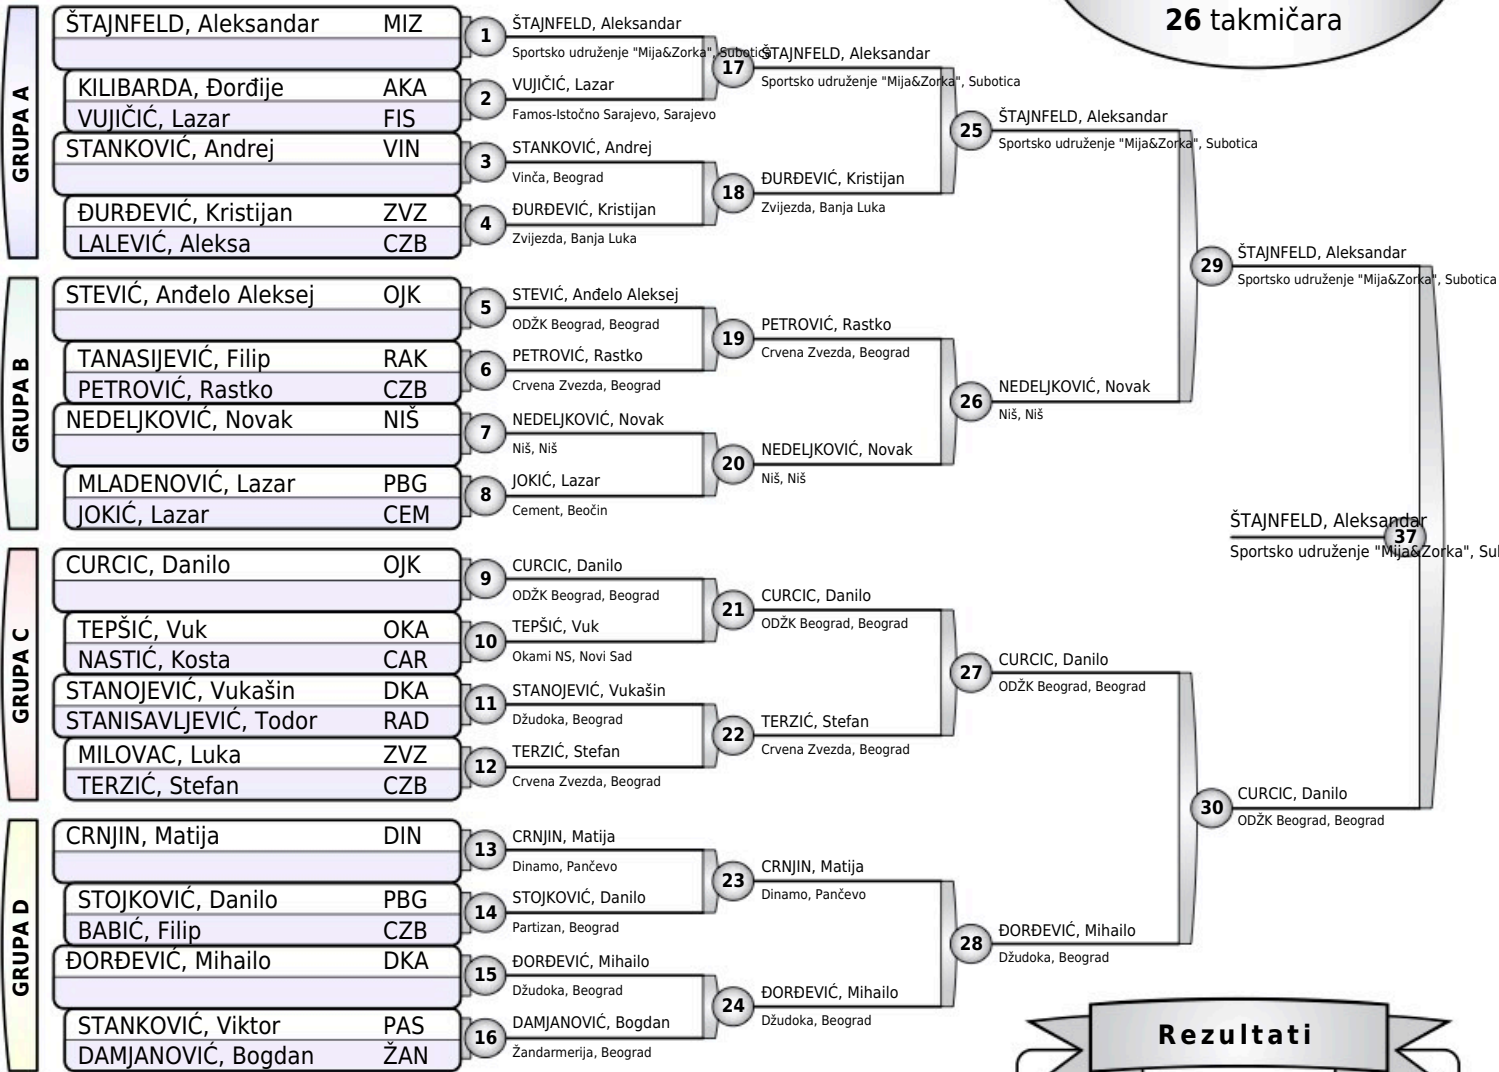 26 takmičara
GRUPA A
ŠTAJNFELD, Aleksandar MIZ
KILIBARDA, Đorđije AKA
VUJIČIĆ, Lazar FIS
STANKOVIĆ, Andrej VIN
ĐURĐEVIĆ, Kristijan ZVZ
LALEVIĆ, Aleksa CZB
GRUPA B
STEVIĆ, Anđelo Aleksej OJK
TANASIJEVIĆ, Filip RAK
PETROVIĆ, Rastko CZB
NEDELJKOVIĆ, Novak NIŠ
MLADENOVIĆ, Lazar PBG
JOKIĆ, Lazar CEM
GRUPA C
CURCIC, Danilo OJK
TEPŠIĆ, Vuk OKA
NASTIĆ, Kosta CAR
STANOJEVIĆ, Vukašin DKA
STANISAVLJEVIĆ, Todor RAD
MILOVAC, Luka ZVZ
TERZIĆ, Stefan CZB
GRUPA D
CRNJIN, Matija DIN
STOJKOVIĆ, Danilo PBG
BABIĆ, Filip CZB
ĐORĐEVIĆ, Mihailo DKA
STANKOVIĆ, Viktor PAS
DAMJANOVIĆ, Bogdan ŽAN
1
ŠTAJNFELD, Aleksandar
Sportsko udruženje "Mija&Zorka", Subotica
2
VUJIČIĆ, Lazar
Famos-Istočno Sarajevo, Sarajevo
3
STANKOVIĆ, Andrej
Vinča, Beograd
4
ĐURĐEVIĆ, Kristijan
Zvijezda, Banja Luka
5
STEVIĆ, Anđelo Aleksej
ODŽK Beograd, Beograd
6
PETROVIĆ, Rastko
Crvena Zvezda, Beograd
7
NEDELJKOVIĆ, Novak
Niš, Niš
8
JOKIĆ, Lazar
Cement, Beočin
9
CURCIC, Danilo
ODŽK Beograd, Beograd
10
TEPŠIĆ, Vuk
Okami NS, Novi Sad
11
STANOJEVIĆ, Vukašin
Džudoka, Beograd
12
TERZIĆ, Stefan
Crvena Zvezda, Beograd
13
CRNJIN, Matija
Dinamo, Pančevo
14
STOJKOVIĆ, Danilo
Partizan, Beograd
15
ĐORĐEVIĆ, Mihailo
Džudoka, Beograd
16
DAMJANOVIĆ, Bogdan
Žandarmerija, Beograd
17
ŠTAJNFELD, Aleksandar
Sportsko udruženje "Mija&Zorka", Subotica
18
ĐURĐEVIĆ, Kristijan
Zvijezda, Banja Luka
19
PETROVIĆ, Rastko
Crvena Zvezda, Beograd
20
NEDELJKOVIĆ, Novak
Niš, Niš
21
CURCIC, Danilo
ODŽK Beograd, Beograd
22
TERZIĆ, Stefan
Crvena Zvezda, Beograd
23
CRNJIN, Matija
Dinamo, Pančevo
24
ĐORĐEVIĆ, Mihailo
Džudoka, Beograd
25
ŠTAJNFELD, Aleksandar
Sportsko udruženje "Mija&Zorka", Subotica
26
NEDELJKOVIĆ, Novak
Niš, Niš
27
CURCIC, Danilo
ODŽK Beograd, Beograd
28
ĐORĐEVIĆ, Mihailo
Džudoka, Beograd
29
ŠTAJNFELD, Aleksandar
Sportsko udruženje "Mija&Zorka", Subotica
30
CURCIC, Danilo
ODŽK Beograd, Beograd
37
ŠTAJNFELD, Aleksandar
Sportsko udruženje "Mija&Zorka",
Rezultati